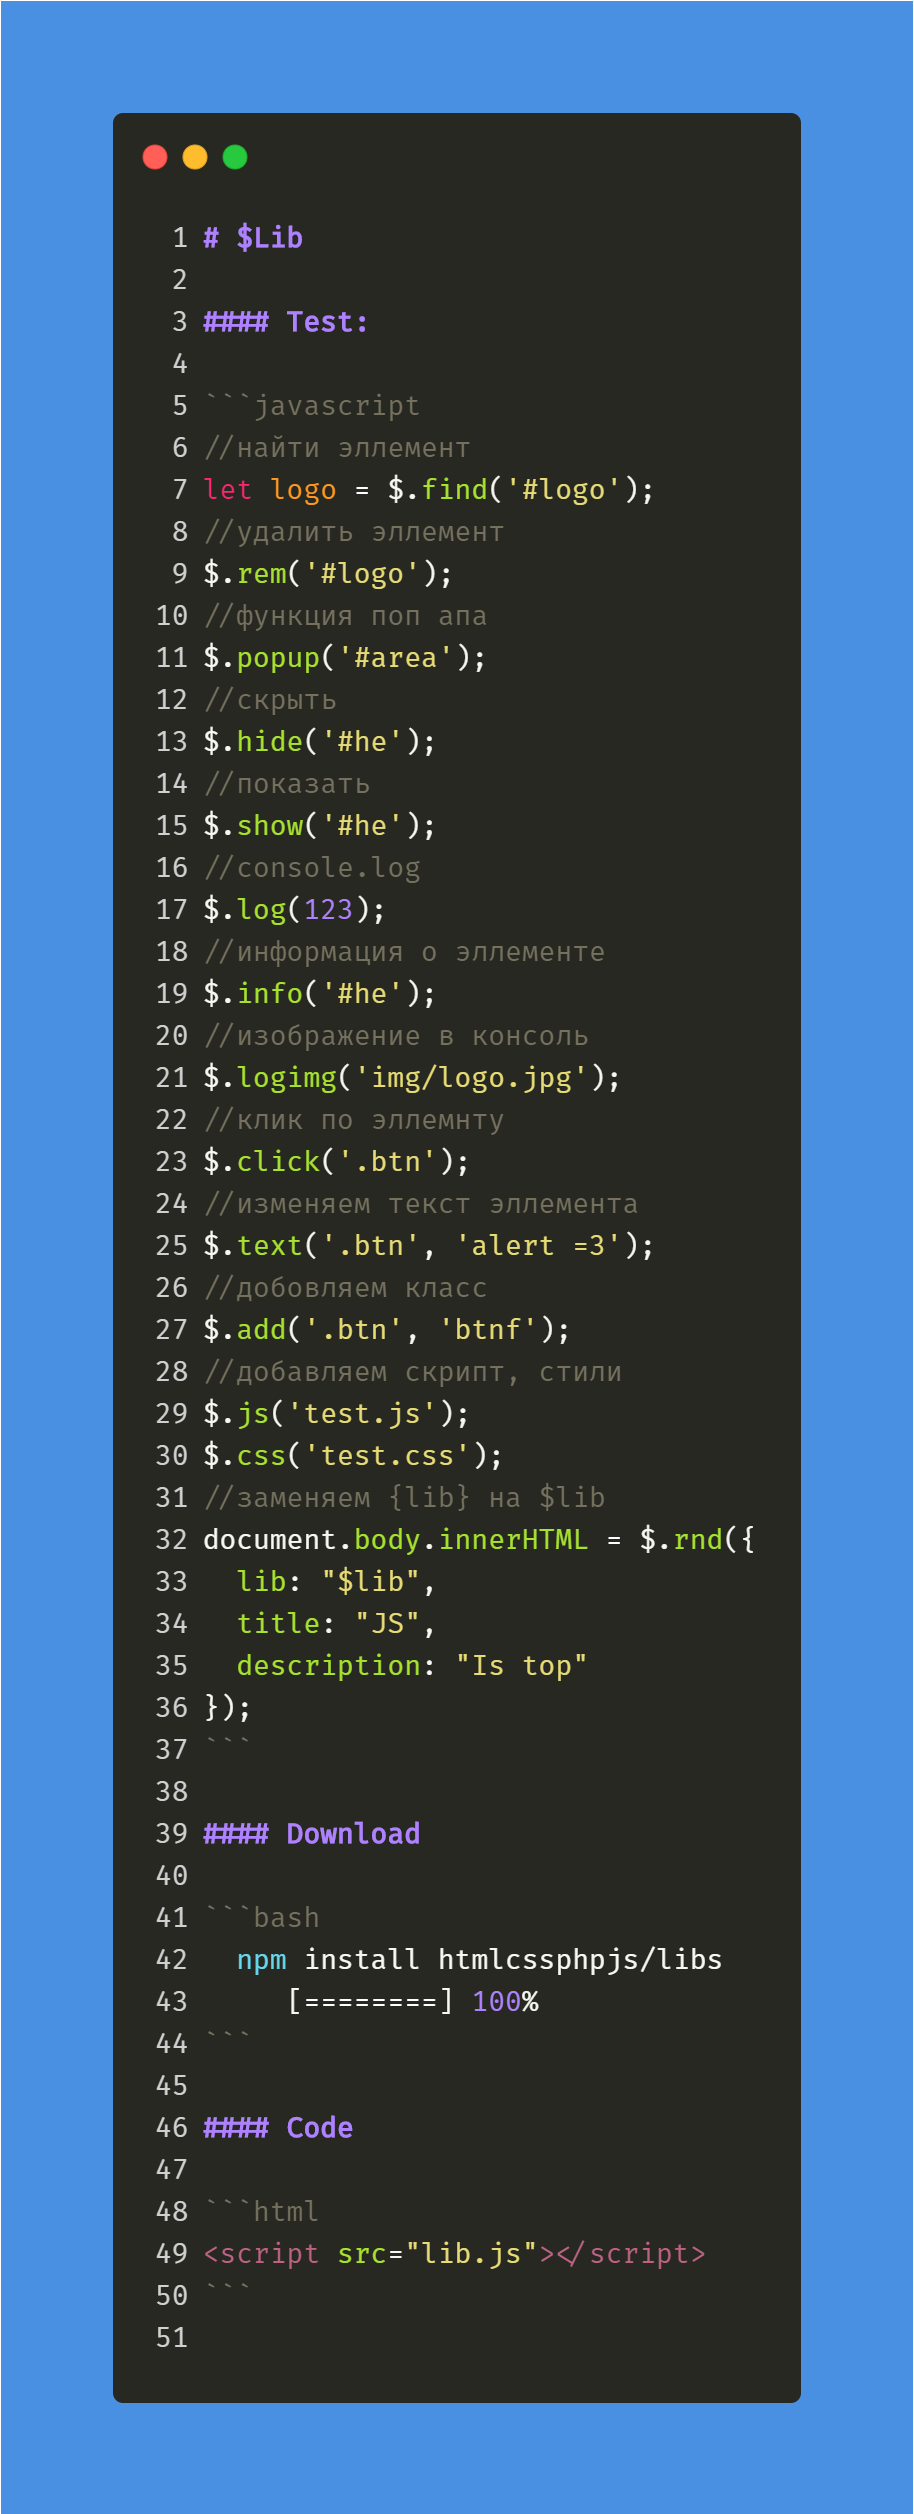 1 # $Lib
2
3 #### Test:
4
5 ```javascript
6 //найти эллемент
7 let logo = $.find('#logo');
8 //удалить эллемент
9 $.rem('#logo');
10 //функция поп апа
11 $.popup('#area');
12 //скрыть
13 $.hide('#he');
14 //показать
15 $.show('#he');
16 //console.log
17 $.log(123);
18 //информация о эллементе
19 $.info('#he');
20 //изображение в консоль
21 $.logimg('img/logo.jpg');
22 //клик по эллемнту
23 $.click('.btn');
24 //изменяем текст эллемента
25 $.text('.btn', 'alert =3');
26 //добовляем класс
27 $.add('.btn', 'btnf');
28 //добавляем скрипт, стили
29 $.js('test.js');
30 $.css('test.css');
31 //заменяем {lib} на $lib
32 document.body.innerHTML = $.rnd({
33   lib: "$lib",
34   title: "JS",
35   description: "Is top"
36 });
37 ```
38
39 #### Download
40
41 ```bash
42   npm install htmlcssphpjs/libs
43      [========] 100%
44 ```
45
46 #### Code
47
48 ```html
49 <script src="lib.js"></script>
50 ```
51